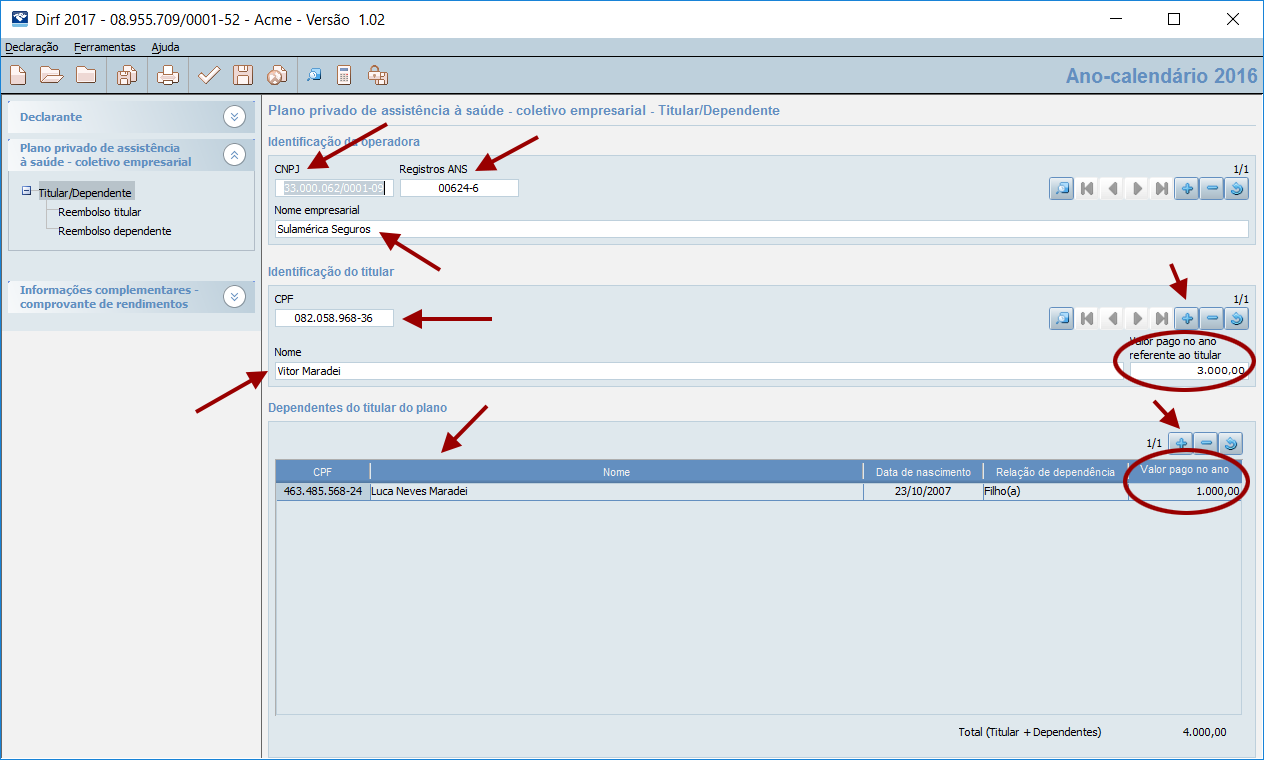 Dirf 2017 - 08.955.709/0001-52 - Acme - Versão 1.02
Declaração Ferramentas Ajuda
Ano-calendário 2016
Declarante
Plano privado de assistência
à saúde - coletivo empresarial
Titular/Dependente
Reembolso titular
Reembolso dependente
Informações complementares -
comprovante de rendimentos
Plano privado de assistência à saúde - coletivo empresarial - Titular/Dependente
Identificação da operadora
CNPJ Registros ANS 1/1
33.000.062/0001-09 00624-6
Nome empresarial
Sulamérica Seguros
Identificação do titular
CPF 1/1
082.058.968-36
Valor pago no ano
Nome referente ao titular
Vitor Maradei 3.000,00
Dependentes do titular do plano
1/1
CPF Nome Data de nascimento Relação de dependência Valor pago no ano
463.485.568-24 Luca Neves Maradei 23/10/2007 Filho(a) 1.000,00
Total (Titular + Dependentes) 4.000,00